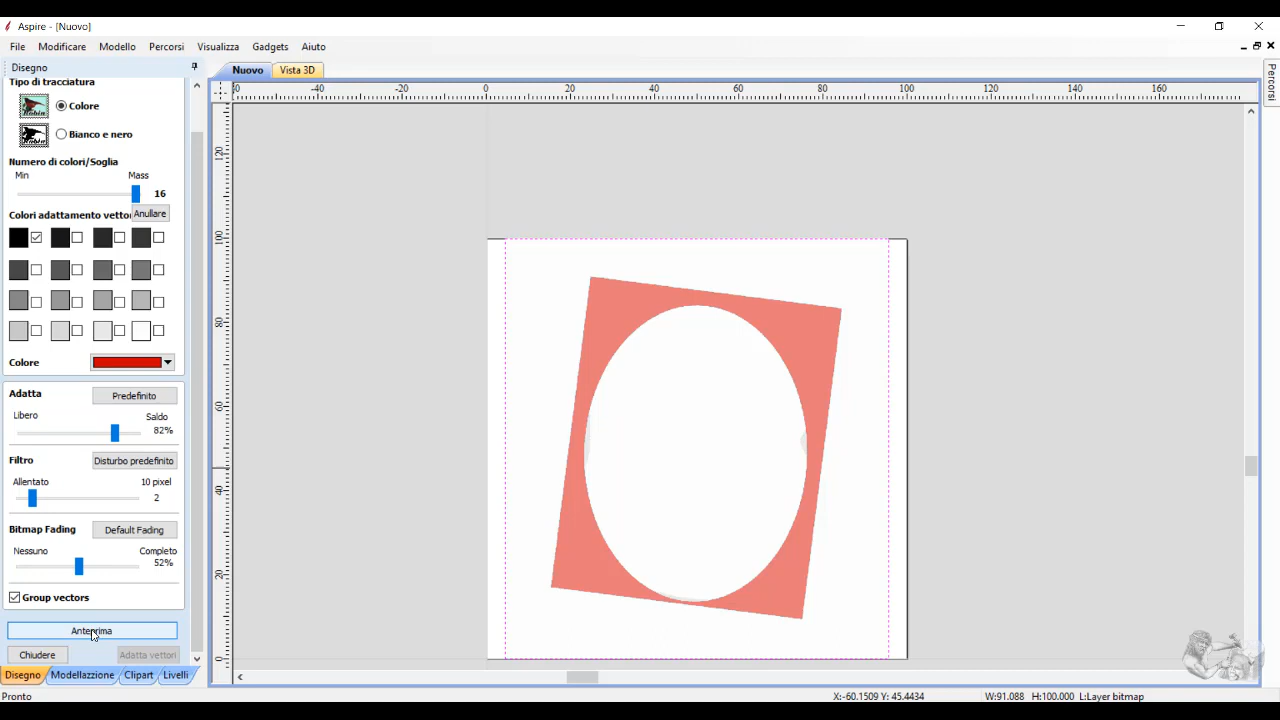 Aspire - [Nuovo]
File Modificare Modello Percorsi Visualizza Gadgets Aiuto
Disegno
Nuovo Vista 3D
Percorsi
Tipo di tracciatura
Colore
Bianco e nero
Numero di colori/Soglia
Min Mass
16
Colori adattamento vetto
Anullare
Colore
Adatta Predefinito
Libero Saldo
82%
Filtro Disturbo predefinito
Allentato 10 pixel
2
Bitmap Fading Default Fading
Nessuno Completo
52%
Group vectors
Anteprima
Chiudere Adatta vettori
Disegno Modellazzione Clipart Livelli
-40 -20 0 20 40 60 80 100 120 140 160
120
100
80
60
40
20
0
Pronto X:-60.1509 Y: 45.4434 W:91.088 H:100.000 L:Layer bitmap